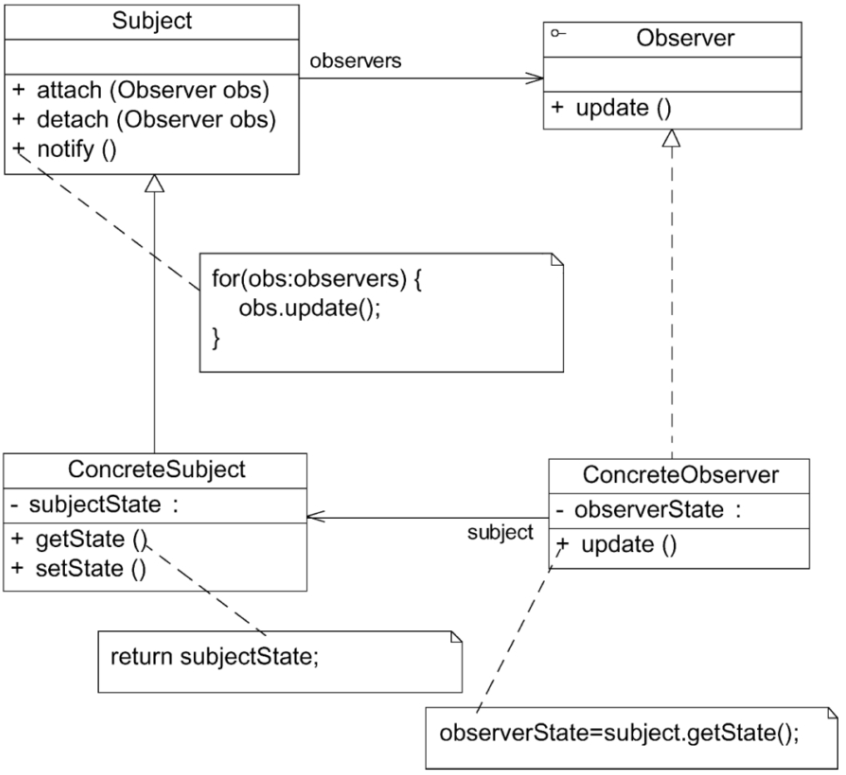 Subject
+ attach (Observer obs)
+ detach (Observer obs)
+ notify ()
observers
Observer
+ update ()
for(obs:observers) {
obs.update();
}
ConcreteSubject
- subjectState :
+ getState ()
+ setState ()
subject
ConcreteObserver
- observerState :
+ update ()
return subjectState;
observerState=subject.getState();